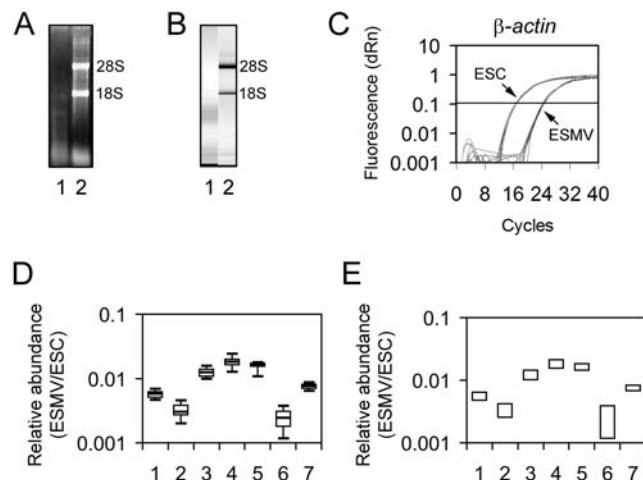 A
28S
18S
1 2
B
28S
18S
1 2
C
β-actin
Fluorescence (dRn)
10
1
0.1
0.01
0.001
ESC
ESMV
0 8 16 24 32 40
Cycles
D
Relative abundance
(ESMV/ESC)
0.1
0.01
0.001
1 2 3 4 5 6 7
E
Relative abundance
(ESMV/ESC)
0.1
0.01
0.001
1 2 3 4 5 6 7